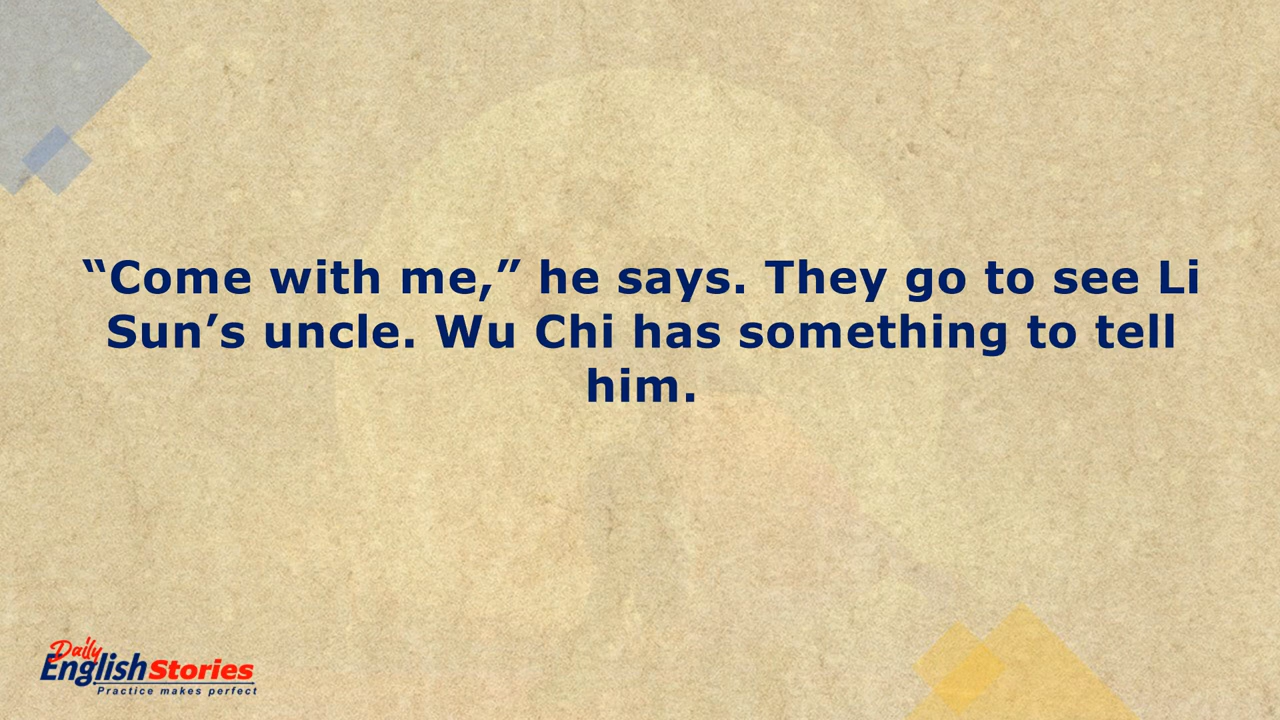 “Come with me,” he says. They go to see Li
Sun’s uncle. Wu Chi has something to tell
him.
Daily
EnglishStories
Practice makes perfect